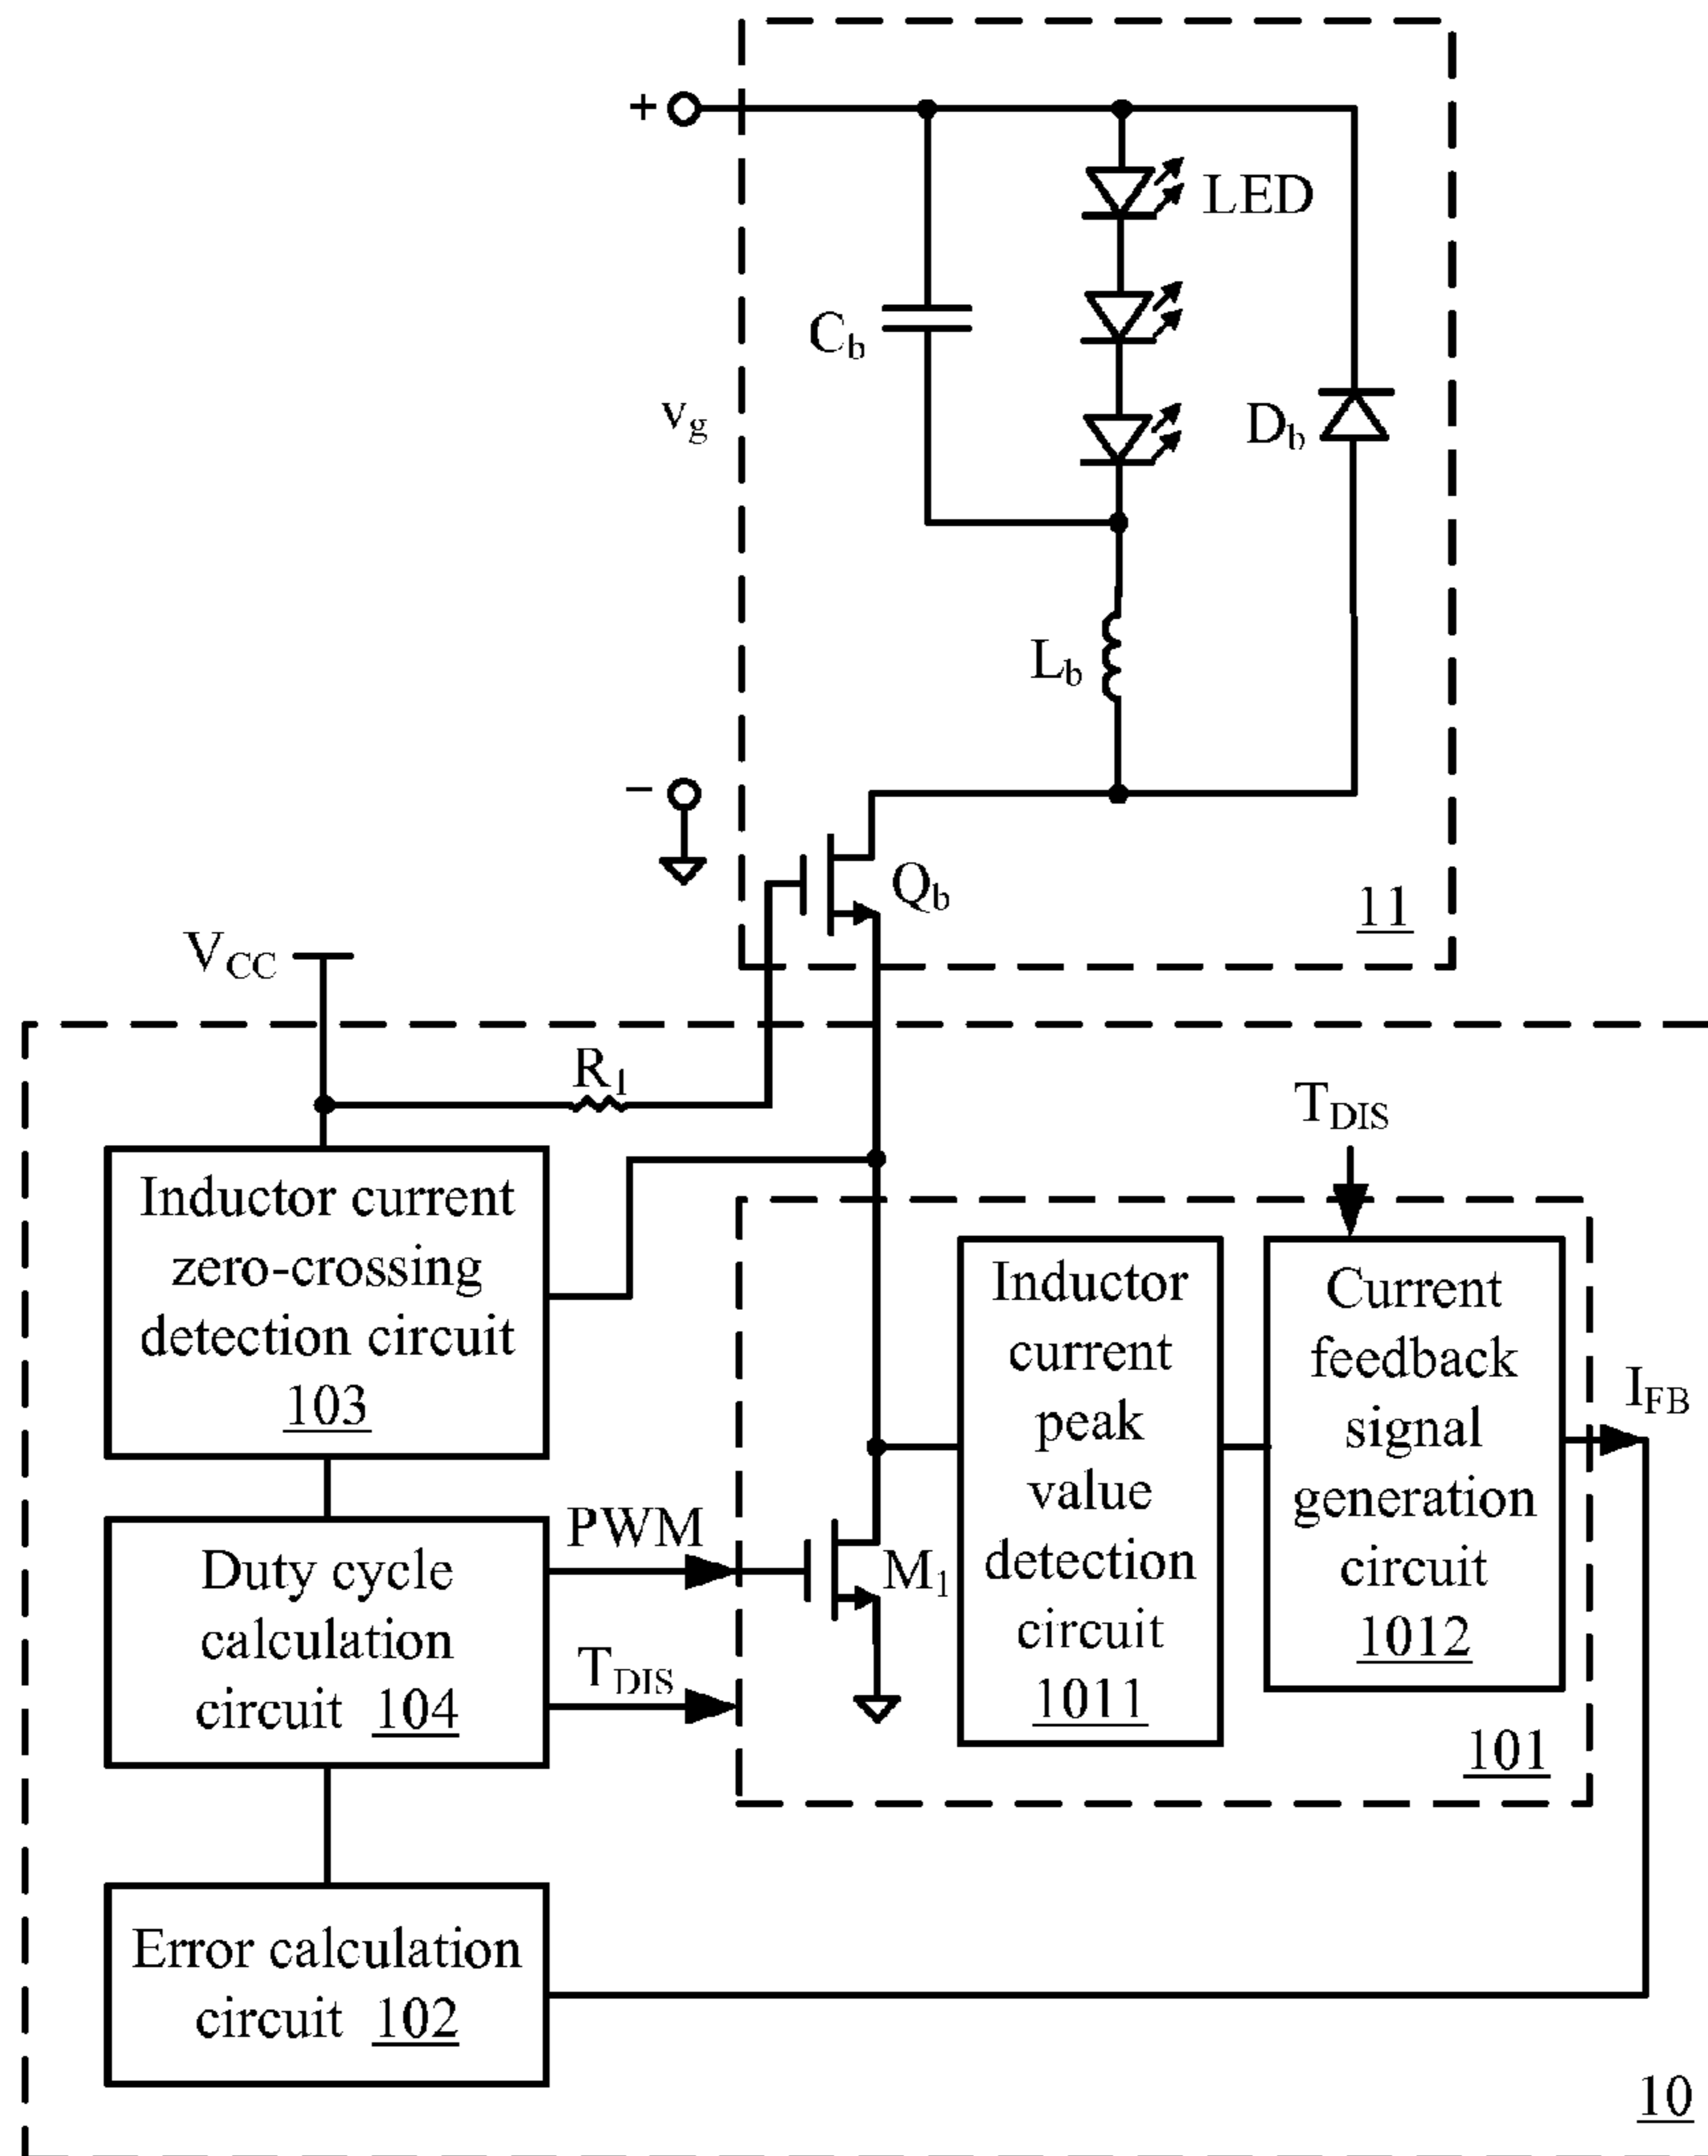 +
LED
C_b
v_g
D_b
L_b
−
Q_b
11
V_CC
R_1
T_DIS
Inductor current
zero-crossing
detection circuit
103
Inductor
current
peak
value
detection
circuit
1011
Current
feedback
signal
generation
circuit
1012
I_FB
PWM
M_1
Duty cycle
calculation
circuit 104
T_DIS
101
Error calculation
circuit 102
10